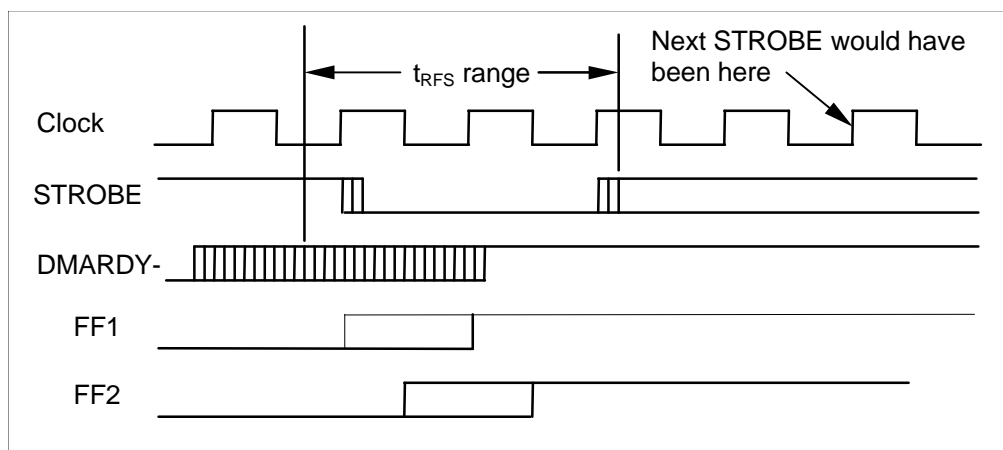 Next STROBE would have
been here
tRFS range
Clock
STROBE
DMARDY-
FF1
FF2